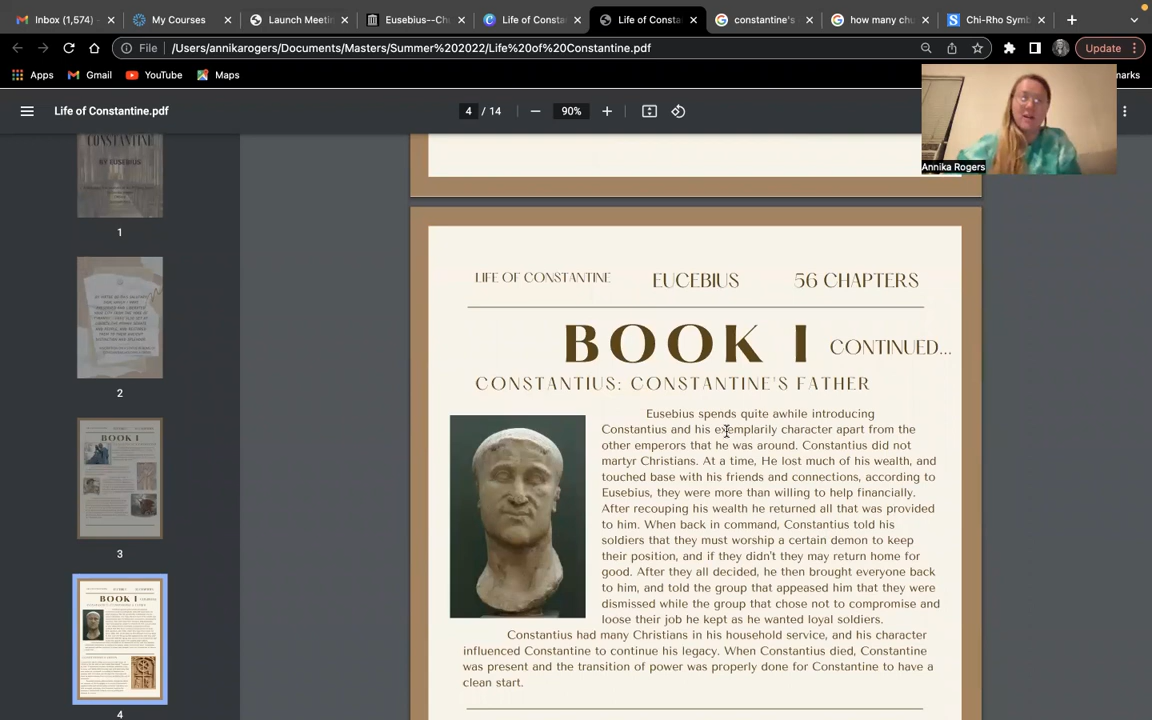 Inbox (1,574)
My Courses
Launch Meeti
Eusebius--Ch
Life of Consta
Life of Consta
constantine's
how many chu
Chi-Rho Symb
File
/Users/annikarogers/Documents/Masters/Summer%202022/Life%20of%20Constantine.pdf
Update
Apps
Gmail
YouTube
Maps
marks
Life of Constantine.pdf
4 / 14
90%
Annika Rogers
BY EUSEBIUS
1
2
BOOK I
3
BOOK I
4
LIFE OF CONSTANTINE
EUCEBIUS
56 CHAPTERS
BOOK I CONTINUED...
CONSTANTIUS: CONSTANTINE'S FATHER
Eusebius spends quite awhile introducing
Constantius and his exemplarily character apart from the
other emperors that he was around. Constantius did not
martyr Christians. At a time, He lost much of his wealth, and
touched base with his friends and connections, according to
Eusebius, they were more than willing to help financially.
After recouping his wealth he returned all that was provided
to him. When back in command, Constantius told his
soldiers that they must worship a certain demon to keep
their position, and if they didn't they may return home for
good. After they all decided, he then brought everyone back
to him, and told the group that appeased him that they were
dismissed while the group that chose not to compromise and
loose their job he kept as he wanted loyal soldiers.
Constantius had many Christians in his household service, and his character
influenced Constantine to continue his legacy. When Constantius died, Constantine
was present and the transition of power was properly done for Constantine to have a
clean start.